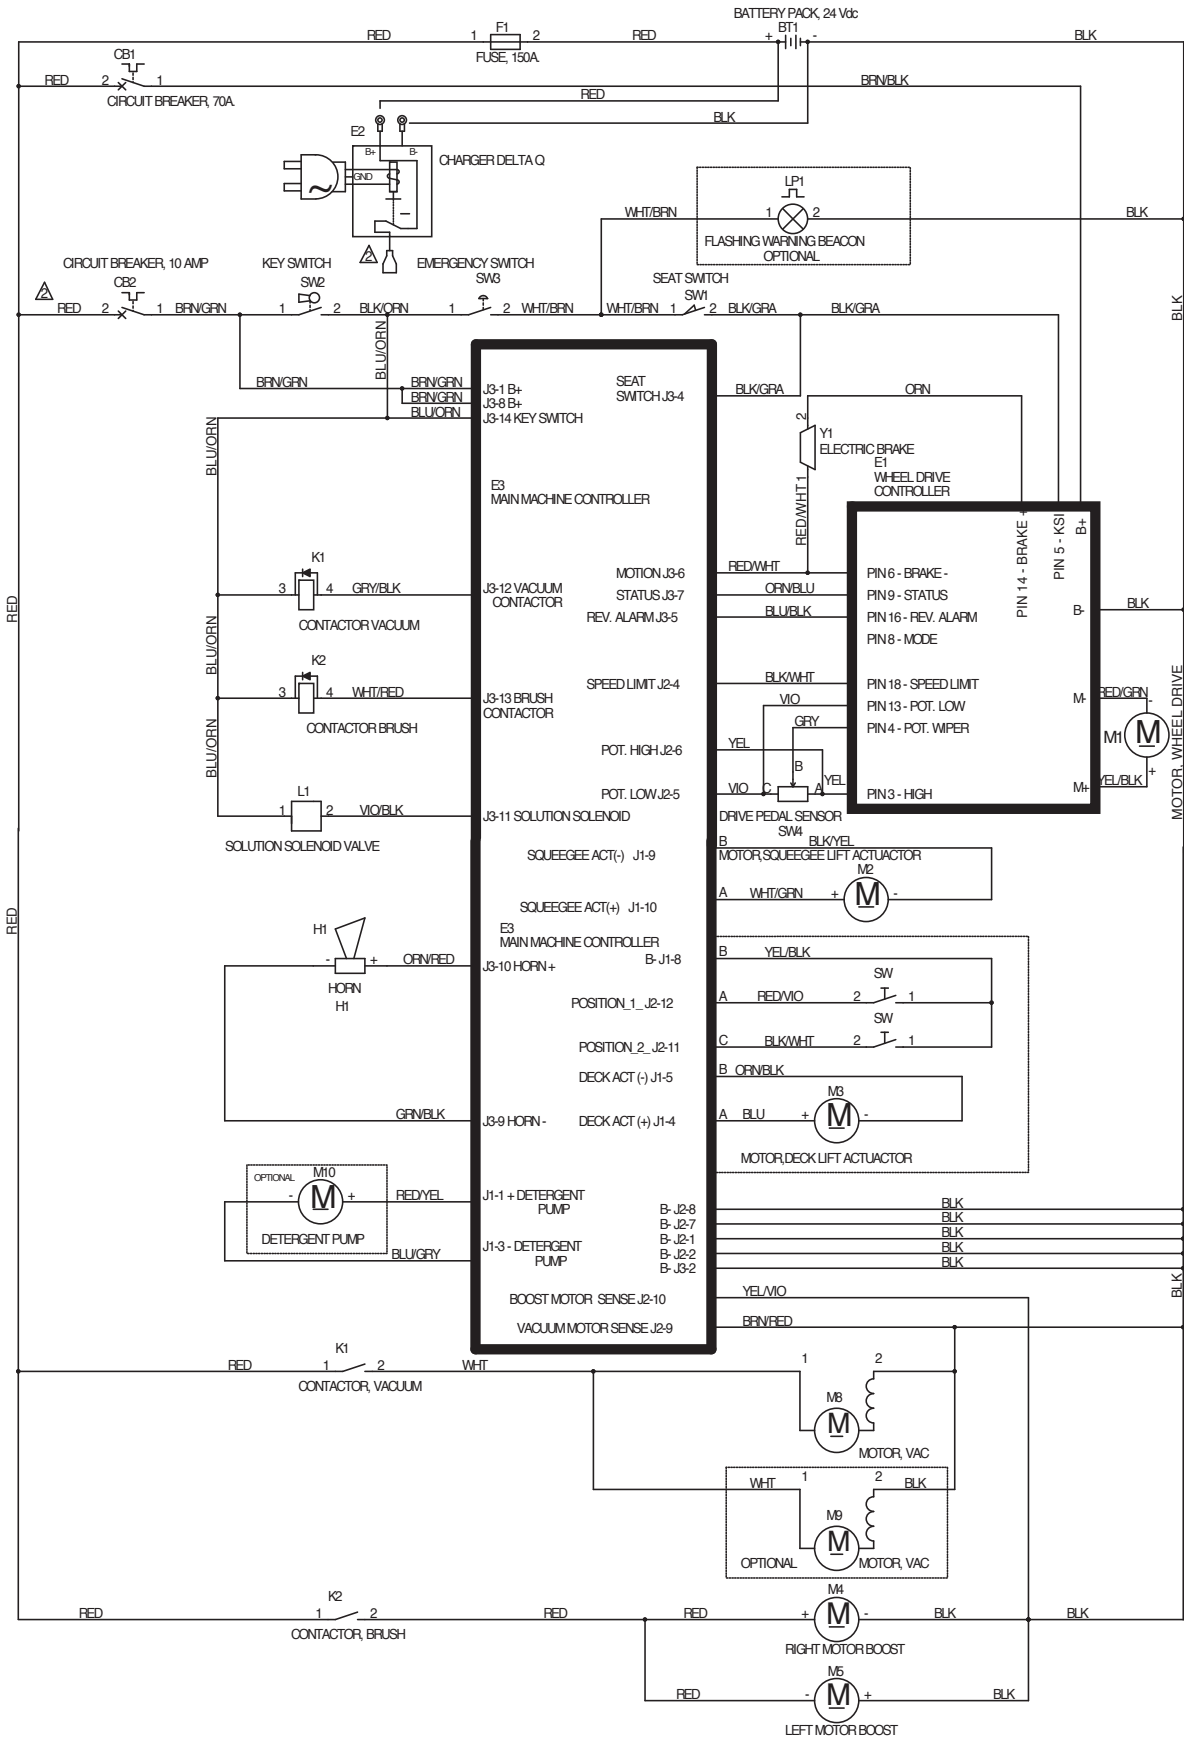 BATTERY PACK, 24 Vdc
BT1
+ -
RED 1 F1 2 RED BLK
FUSE, 150A
CB1
RED 2 1 BRN/BLK
CIRCUIT BREAKER, 70A
RED
BLK
E2
B+ B-
CHARGER DELTA Q
GND
~
2
LP1
WHT/BRN 1 2 BLK
FLASHING WARNING BEACON
OPTIONAL
CIRCUIT BREAKER, 10 AMP
CB2
2
RED 2 1 BRN/GRN
KEY SWITCH
SW2
1 2 BLK/ORN
EMERGENCY SWITCH
SW3
1 2 WHT/BRN
SEAT SWITCH
SW1
WHT/BRN 1 2 BLK/GRA BLK/GRA
BLK
BLU/ORN
BRN/GRN BRN/GRN
BRN/GRN
BLU/ORN
J3-1 B+
J3-8 B+
J3-14 KEY SWITCH
SEAT
SWITCH J3-4
BLK/GRA
ORN
BLU/ORN
2
Y1
ELECTRIC BRAKE
RED/WHT 1
E1
WHEEL DRIVE
CONTROLLER
E3
MAIN MACHINE CONTROLLER
PIN 14 - BRAKE +
PIN 5 - KSI
B+
K1
3 4 GRY/BLK
CONTACTOR VACUUM
J3-12 VACUUM
CONTACTOR
MOTION J3-6 RED/WHT PIN 6 - BRAKE -
STATUS J3-7 ORN/BLU PIN 9 - STATUS
REV. ALARM J3-5 BLU/BLK PIN 16 - REV. ALARM
PIN 8 - MODE
B- BLK
RED
BLU/ORN
K2
3 4 WHT/RED
CONTACTOR BRUSH
J3-13 BRUSH
CONTACTOR
SPEED LIMIT J2-4 BLK/WHT PIN 18 - SPEED LIMIT
VIO PIN 13 - POT. LOW
GRY PIN 4 - POT. WIPER
M- RED/GRN
-
M1 M
+
M+ YEL/BLK
MOTOR, WHEEL DRIVE
BLU/ORN
POT. HIGH J2-6 YEL
B
YEL
POT. LOW J2-5 VIO C A PIN 3 - HIGH
DRIVE PEDAL SENSOR
SW4
L1
1 2 VIO/BLK
SOLUTION SOLENOID VALVE
J3-11 SOLUTION SOLENOID
SQUEEGEE ACT(-) J1-9
B BLK/YEL
MOTOR,SQUEEGEE LIFT ACTUACTOR
M2
A WHT/GRN + M -
SQUEEGEE ACT(+) J1-10
RED
E3
MAIN MACHINE CONTROLLER
H1
- + ORN/RED
HORN
H1
J3-10 HORN +
B- J1-8 B YEL/BLK
SW
POSITION_1_ J2-12 A RED/VIO 2 1
SW
POSITION_2_ J2-11 C BLK/WHT 2 1
DECK ACT (-) J1-5 B ORN/BLK
GRN/BLK J3-9 HORN -
DECK ACT (+) J1-4 A BLU + M3 M -
MOTOR,DECK LIFT ACTUACTOR
OPTIONAL M10
- M + RED/YEL
DETERGENT PUMP
BLU/GRY
J1-1 + DETERGENT
PUMP
J1-3 - DETERGENT
PUMP
B- J2-8 BLK
B- J2-7 BLK
B- J2-1 BLK
B- J2-2 BLK
B- J3-2 BLK
BLK
BOOST MOTOR SENSE J2-10 YEL/VIO
VACUUM MOTOR SENSE J2-9 BRN/RED
K1
RED 1 2 WHT
CONTACTOR, VACUUM
1 2
M8
M
MOTOR, VAC
WHT 1 2 BLK
M9
M
OPTIONAL MOTOR, VAC
K2
RED 1 2 RED
CONTACTOR, BRUSH
RED + M4 M - BLK BLK
RIGHT MOTOR BOOST
RED - M5 M + BLK
LEFT MOTOR BOOST